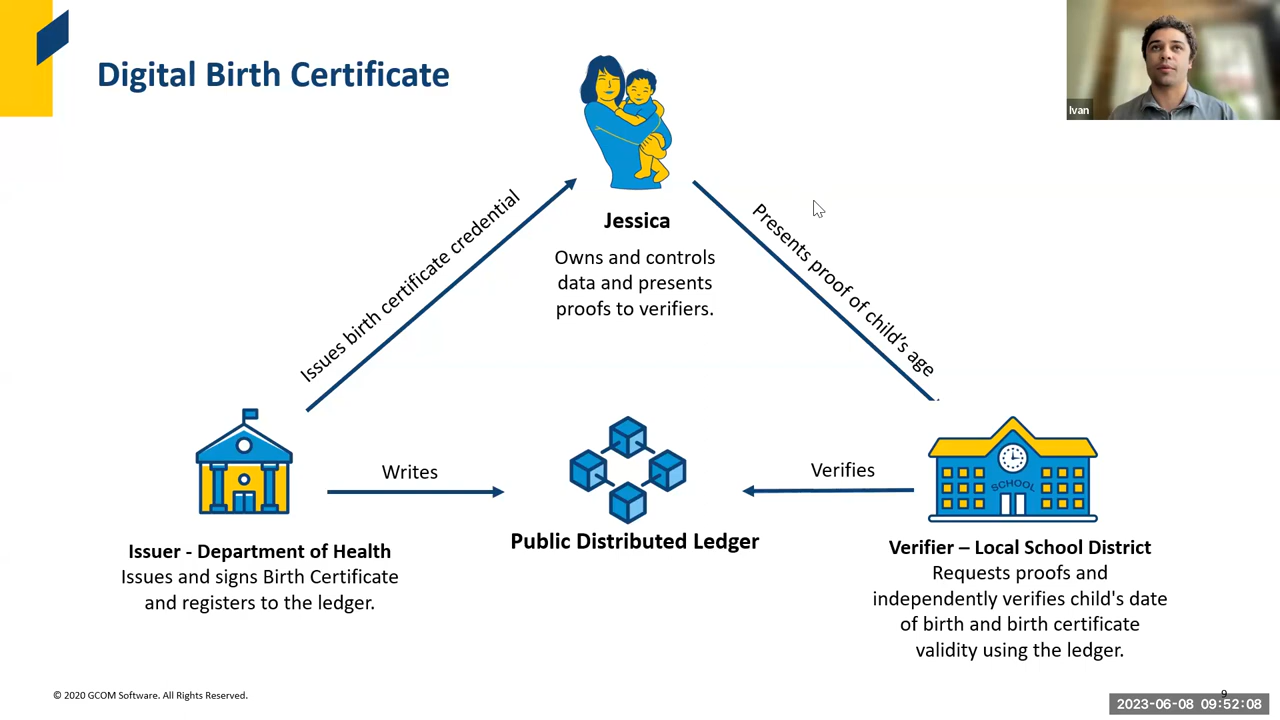 Digital Birth Certificate
Ivan
Issues birth certificate credential
Presents proof of child's age
Jessica
Owns and controls
data and presents
proofs to verifiers.
Writes
Verifies
SCHOOL
Public Distributed Ledger
Issuer - Department of Health
Issues and signs Birth Certificate
and registers to the ledger.
Verifier – Local School District
Requests proofs and
independently verifies child's date
of birth and birth certificate
validity using the ledger.
© 2020 GCOM Software. All Rights Reserved.
9
2023-06-08 09:52:08